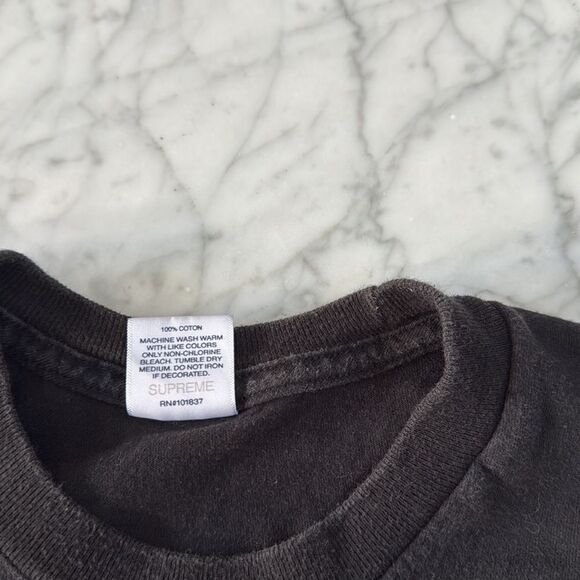 100% COTON
MACHINE WASH WARM
WITH LIKE COLORS
ONLY NON-CHLORINE
BLEACH. TUMBLE DRY
MEDIUM. DO NOT IRON
IF DECORATED.
SUPREME
RN#101837